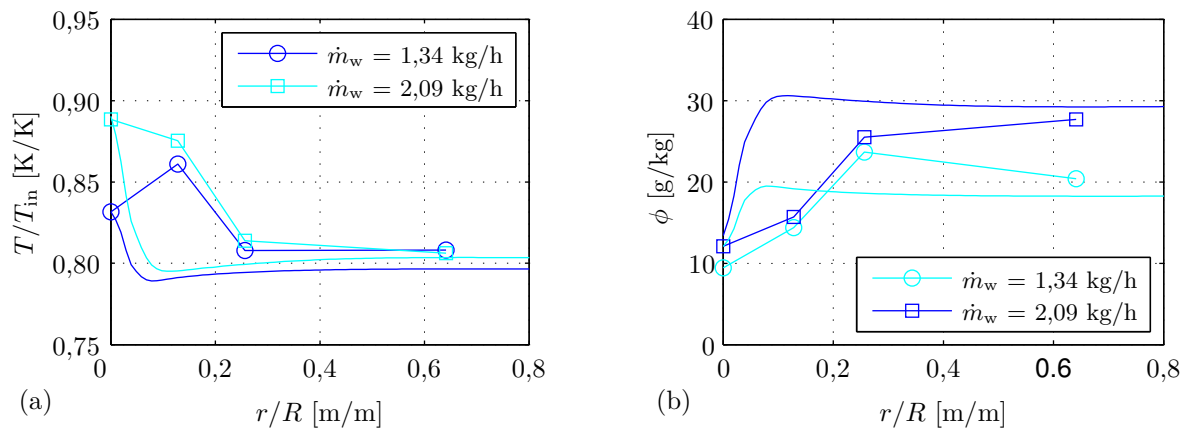 0,95
0,90
0,85
0,80
0,75
T/T_in [K/K]
ṁ_w = 1,34 kg/h
ṁ_w = 2,09 kg/h
0
0,2
0,4
0,6
0,8
r/R [m/m]
(a)
40
30
20
10
0
ϕ [g/kg]
ṁ_w = 1,34 kg/h
ṁ_w = 2,09 kg/h
0
0,2
0,4
0.6
0,8
r/R [m/m]
(b)